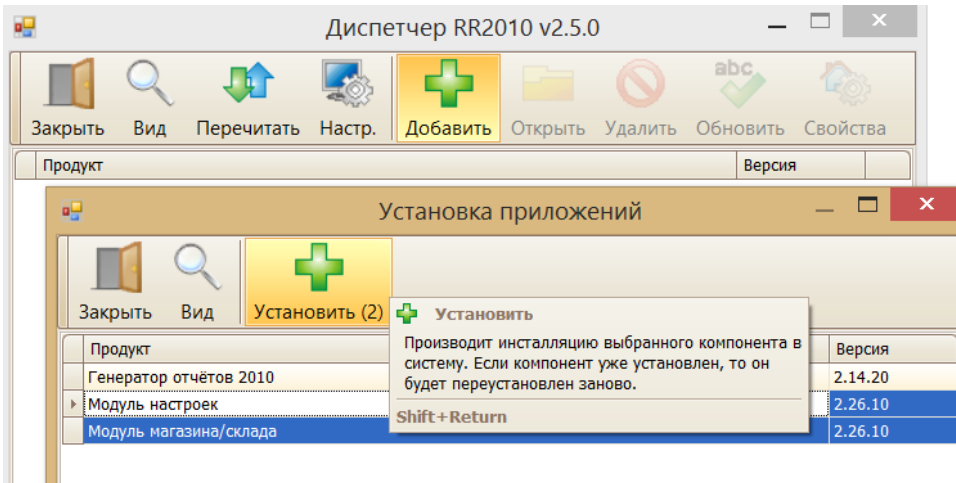 Диспетчер RR2010 v2.5.0
Закрыть Вид Перечитать Настр. Добавить Открыть Удалить abc Обновить Свойства
Продукт Версия
Установка приложений
Закрыть Вид Установить (2)
Установить
Производит инсталляцию выбранного компонента в
систему. Если компонент уже установлен, то он
будет переустановлен заново.
Shift+Return
Продукт Версия
Генератор отчётов 2010 2.14.20
Модуль настроек 2.26.10
Модуль магазина/склада 2.26.10